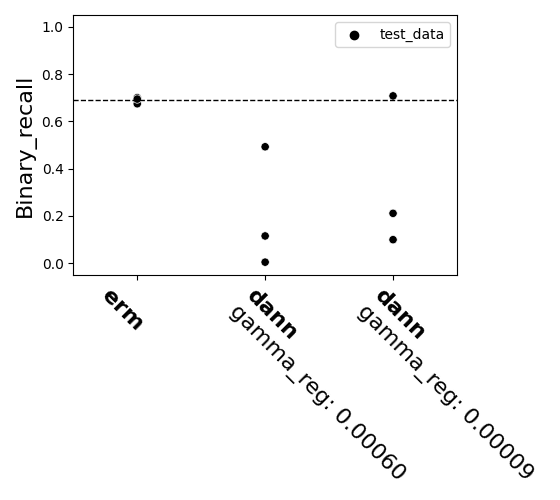 test_data
Binary_recall
1.0
0.8
0.6
0.4
0.2
0.0
erm
dann
gamma_reg: 0.00060
dann
gamma_reg: 0.00009